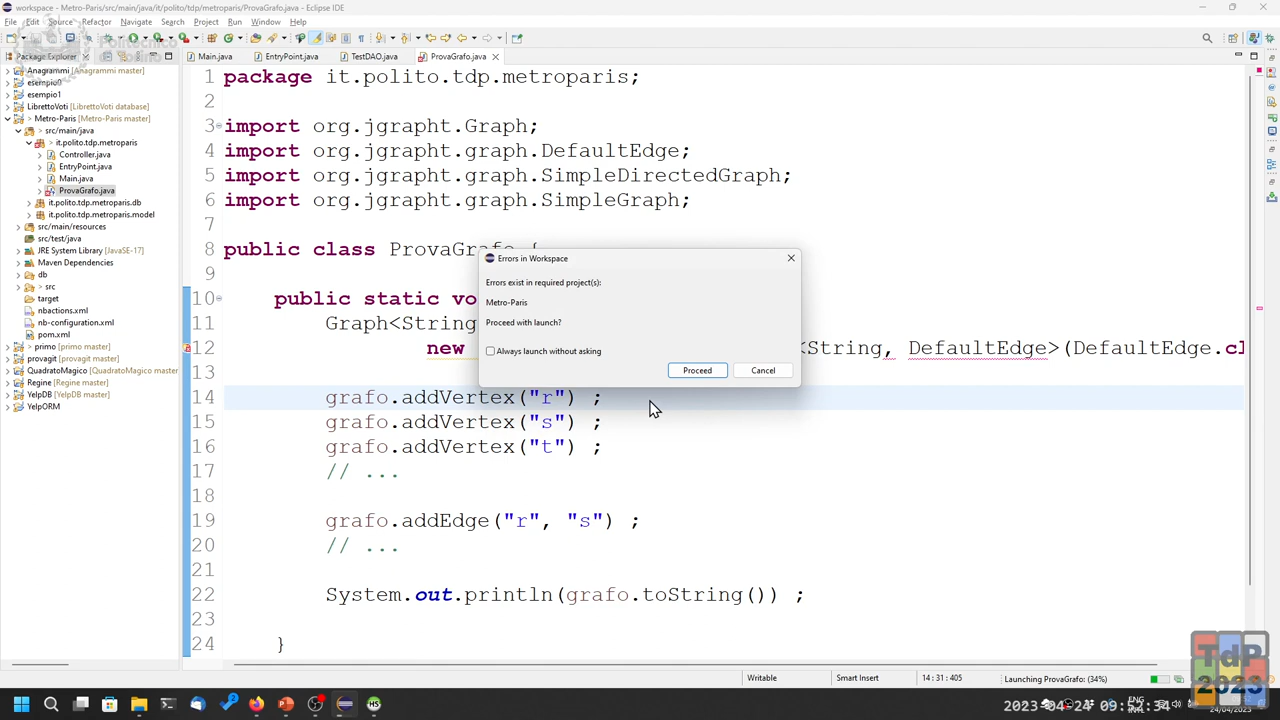 workspace - Metro-Paris/src/main/java/it/polito/tdp/metroparis/ProvaGrafo.java - Eclipse IDE
File Edit Source Refactor Navigate Search Project Run Window Help
Politecnico
Package Explorer
Main.java EntryPoint.java TestDAO.java ProvaGrafo.java
Anagrammi [Anagrammi master]
esempio0
esempio1
LibrettoVoti [LibrettoVoti database]
> Metro-Paris [Metro-Paris master]
> src/main/java
> it.polito.tdp.metroparis
> Controller.java
> EntryPoint.java
> Main.java
ProvaGrafo.java
it.polito.tdp.metroparis.db
it.polito.tdp.metroparis.model
src/main/resources
src/test/java
JRE System Library [JavaSE-17]
Maven Dependencies
db
> src
target
nbactions.xml
nb-configuration.xml
pom.xml
> primo [Anagrammi master]
provagit [Anagrammi master]
QuadratoMagico [QuadratoMagico master]
Regine [Regine master]
YelpDB [YelpDB master]
YelpORM
1 package it.polito.tdp.metroparis;
2
3 import org.jgrapht.Graph;
4 import org.jgrapht.graph.DefaultEdge;
5 import org.jgrapht.graph.SimpleDirectedGraph;
6 import org.jgrapht.graph.SimpleGraph;
7
8 public class ProvaGrafo {
9
10 public static vo
11 Graph<String
12 new <String, DefaultEdge>(DefaultEdge.cl
13
14 grafo.addVertex("r") ;
15 grafo.addVertex("s") ;
16 grafo.addVertex("t") ;
17 // ...
18
19 grafo.addEdge("r", "s") ;
20 // ...
21
22 System.out.println(grafo.toString()) ;
23
24 }
Errors in Workspace
Errors exist in required project(s):
Metro-Paris
Proceed with launch?
Always launch without asking
Proceed Cancel
Writable Smart Insert 14 : 31 : 405 Launching ProvaGrafo: (34%)
TdP
2023
ENG
INTL